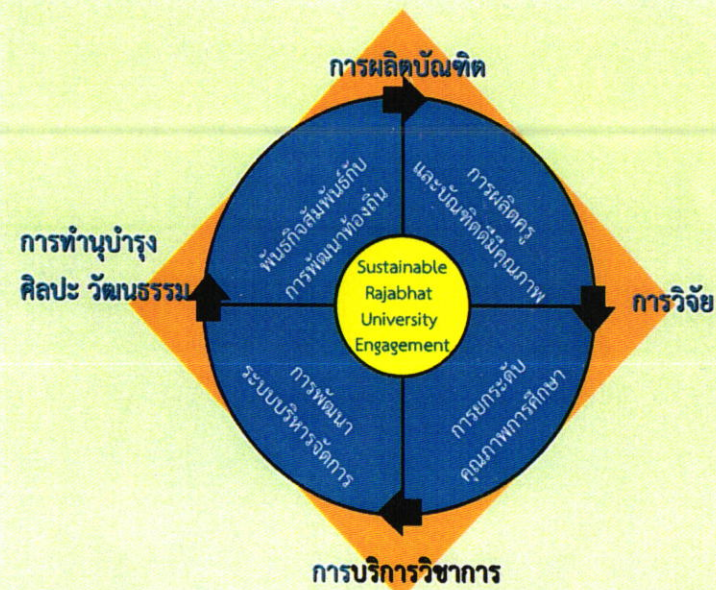 การผลิตบัณฑิต
พันธกิจสัมพันธ์กับ
การพัฒนาท้องถิ่น
การผลิตครู
และบัณฑิตดีมีคุณภาพ
การทำนุบำรุง
ศิลปะ วัฒนธรรม
Sustainable
Rajabhat
University
Engagement
การวิจัย
การพัฒนา
ระบบบริหารจัดการ
การยกระดับ
คุณภาพการศึกษา
การบริการวิชาการ